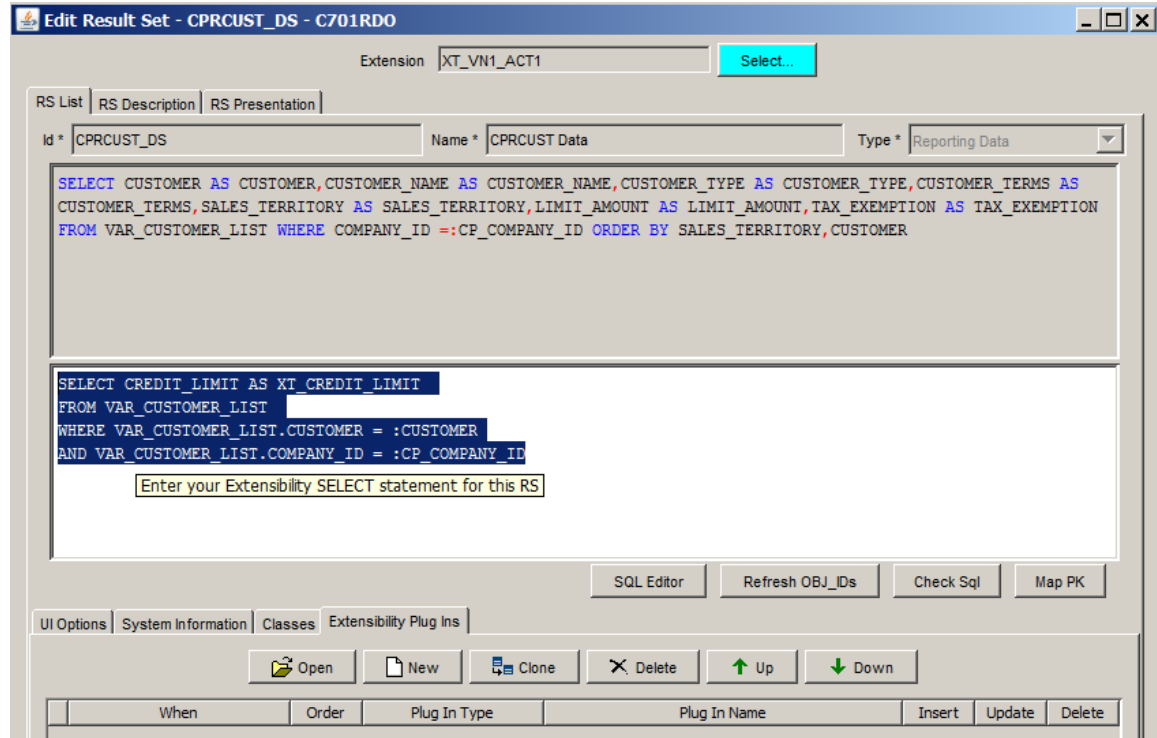 Edit Result Set - CPRCUST_DS - C701RDO
Extension XT_VN1_ACT1 Select...
RS List RS Description RS Presentation
Id * CPRCUST_DS Name * CPRCUST Data Type * Reporting Data
SELECT CUSTOMER AS CUSTOMER,CUSTOMER_NAME AS CUSTOMER_NAME,CUSTOMER_TYPE AS CUSTOMER_TYPE,CUSTOMER_TERMS AS
CUSTOMER_TERMS,SALES_TERRITORY AS SALES_TERRITORY,LIMIT_AMOUNT AS LIMIT_AMOUNT,TAX_EXEMPTION AS TAX_EXEMPTION
FROM VAR_CUSTOMER_LIST WHERE COMPANY_ID =:CP_COMPANY_ID ORDER BY SALES_TERRITORY,CUSTOMER
SELECT CREDIT_LIMIT AS XT_CREDIT_LIMIT
FROM VAR_CUSTOMER_LIST
WHERE VAR_CUSTOMER_LIST.CUSTOMER = :CUSTOMER
AND VAR_CUSTOMER_LIST.COMPANY_ID = :CP_COMPANY_ID
Enter your Extensibility SELECT statement for this RS
SQL Editor Refresh OBJ_IDs Check Sql Map PK
UI Options System Information Classes Extensibility Plug Ins
Open New Clone Delete Up Down
When Order Plug In Type Plug In Name Insert Update Delete